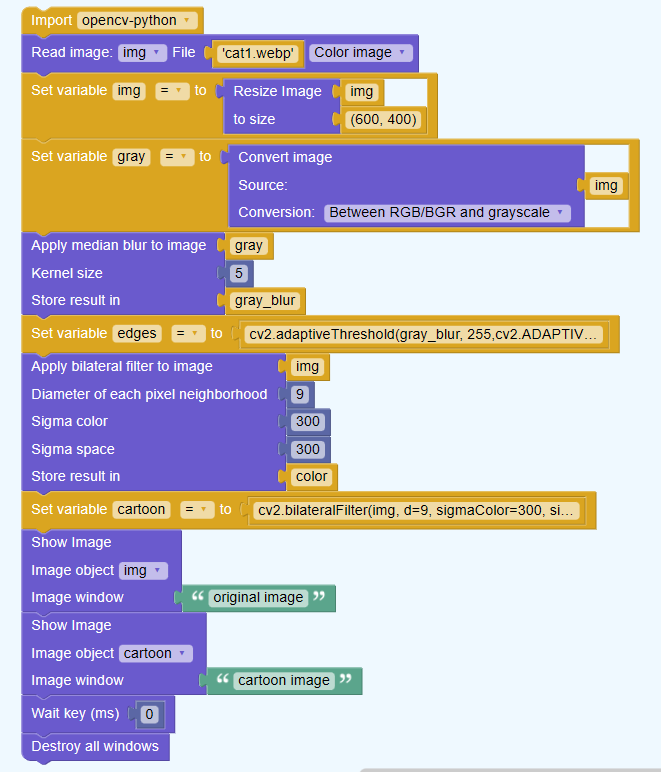 Import opencv-python
Read image: img File 'cat1.webp' Color image
Set variable img = to Resize Image img
to size (600, 400)
Set variable gray = to Convert image
Source: img
Conversion: Between RGB/BGR and grayscale
Apply median blur to image gray
Kernel size 5
Store result in gray_blur
Set variable edges = to cv2.adaptiveThreshold(gray_blur, 255,cv2.ADAPTIV…
Apply bilateral filter to image img
Diameter of each pixel neighborhood 9
Sigma color 300
Sigma space 300
Store result in color
Set variable cartoon = to cv2.bilateralFilter(img, d=9, sigmaColor=300, si…
Show Image
Image object img
Image window “ original image ”
Show Image
Image object cartoon
Image window “ cartoon image ”
Wait key (ms) 0
Destroy all windows